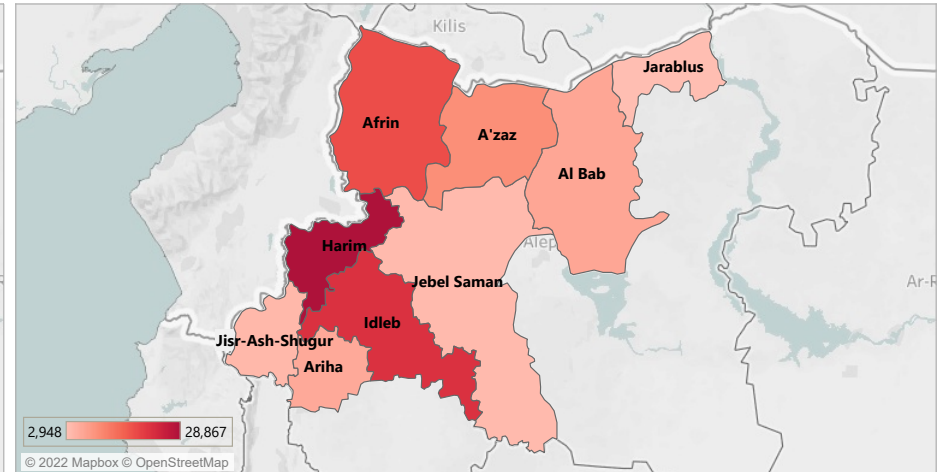 Kilis
Jarablus
Afrin
A'zaz
Al Bab
Harim
Alep
Jebel Saman
Ar-R
Idleb
Jisr-Ash-Shugur
Ariha
2,948 28,867
© 2022 Mapbox © OpenStreetMap